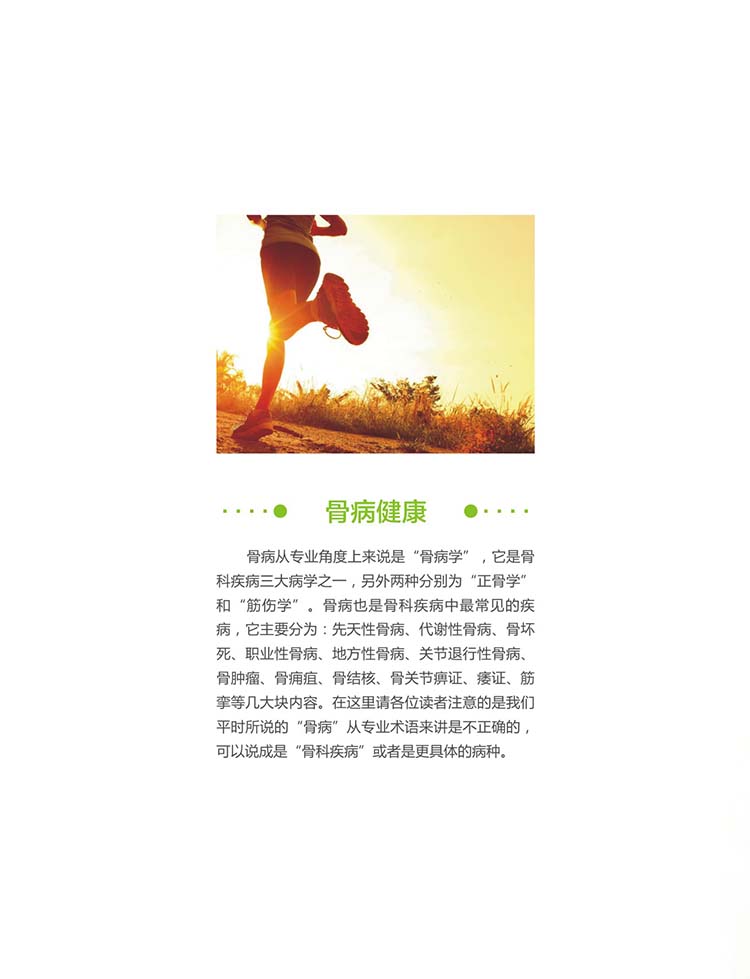 骨病健康
骨病从专业角度上来说是“骨病学”，它是骨
科疾病三大病学之一，另外两种分别为“正骨学”
和“筋伤学”。骨病也是骨科疾病中最常见的疾
病，它主要分为：先天性骨病、代谢性骨病、骨坏
死、职业性骨病、地方性骨病、关节退行性骨病、
骨肿瘤、骨痈疽、骨结核、骨关节痹证、痿证、筋
挛等几大块内容。在这里请各位读者注意的是我们
平时所说的“骨病”从专业术语来讲是不正确的，
可以说成是“骨科疾病”或者是更具体的病种。